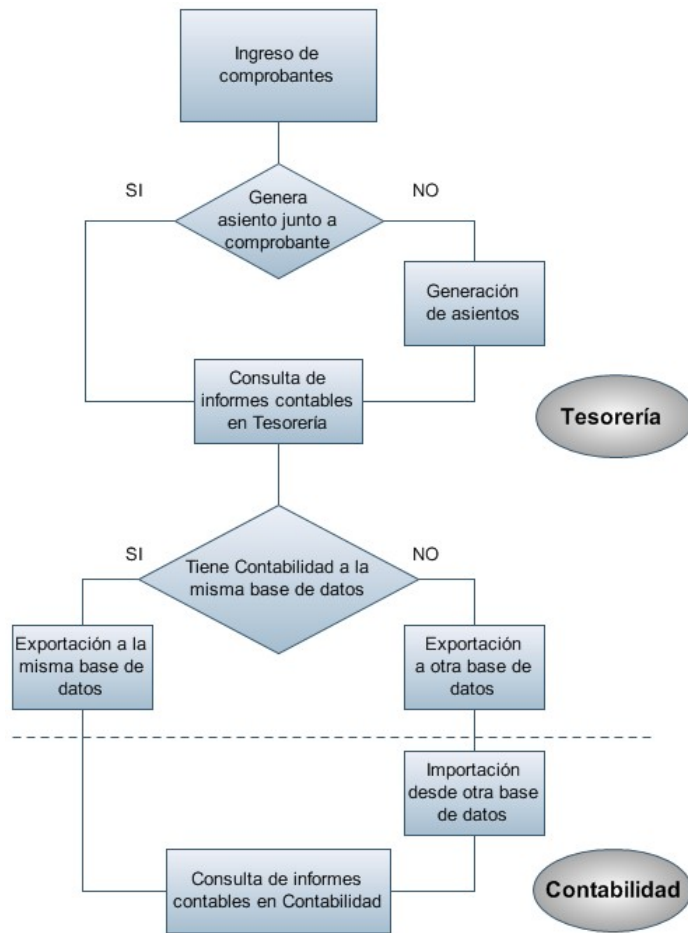 Ingreso de
comprobantes
SI
NO
Genera
asiento junto a
comprobante
Generación
de asientos
Consulta de
informes contables
en Tesorería
Tesorería
SI
NO
Tiene Contabilidad a la
misma base de datos
Exportación a la
misma base de
datos
Exportación
a otra base de
datos
Importación
desde otra base
de datos
Consulta de informes
contables en Contabilidad
Contabilidad